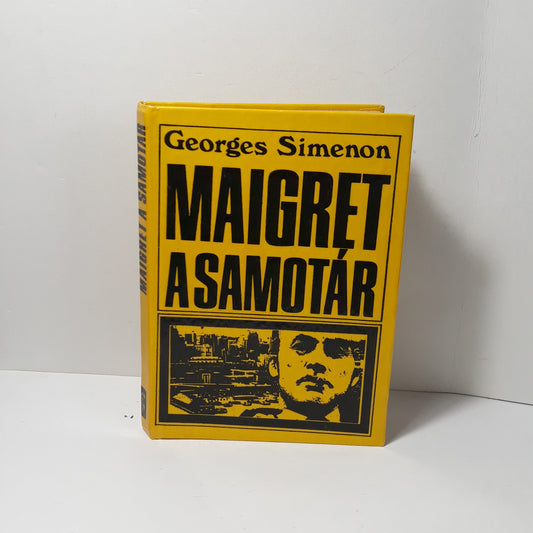 Georges Simenon
MAIGRET
A SAMOTÁR
MAIGRET A SAMOTÁR